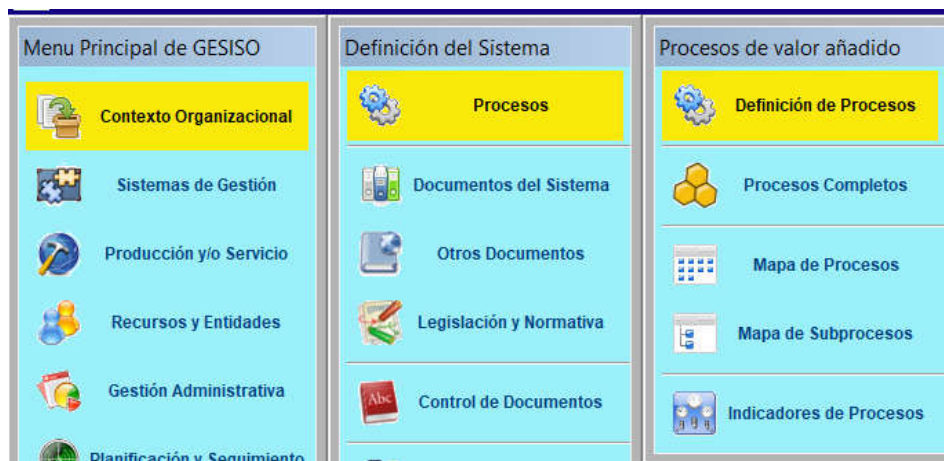 Menu Principal de GESISO
Contexto Organizacional
Sistemas de Gestión
Producción y/o Servicio
Recursos y Entidades
Gestión Administrativa
Planificación y Seguimiento
Definición del Sistema
Procesos
Documentos del Sistema
Otros Documentos
Legislación y Normativa
Abc
Control de Documentos
Procesos de valor añadido
Definición de Procesos
Procesos Completos
Mapa de Procesos
Mapa de Subprocesos
Indicadores de Procesos